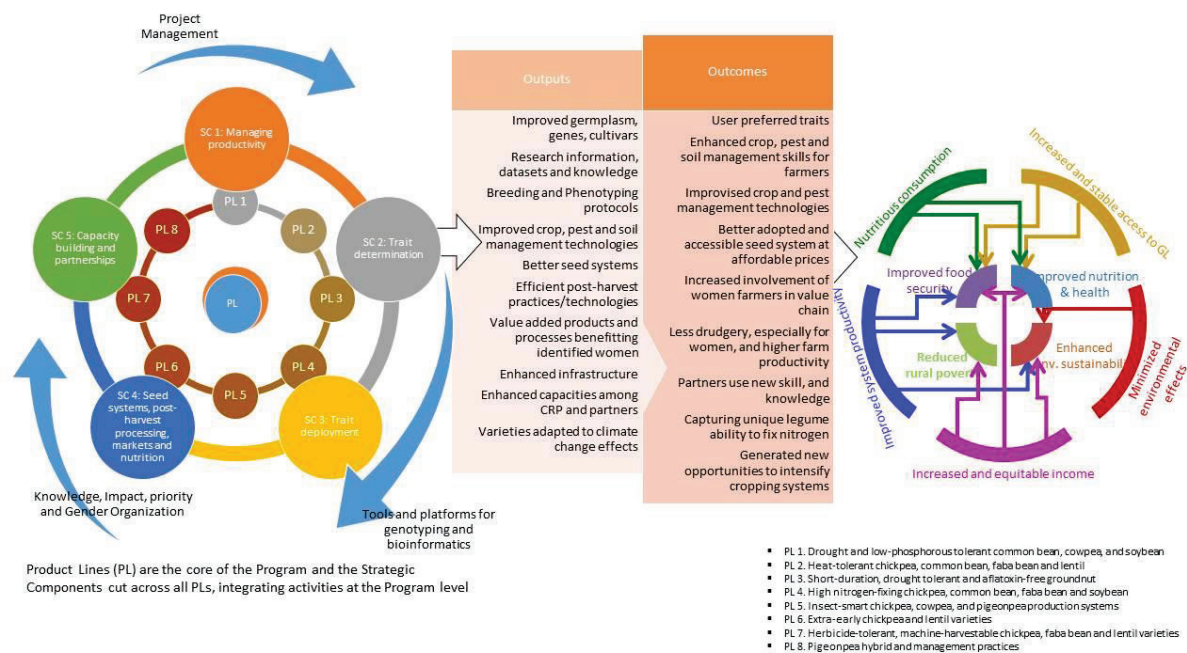 Project
Management
SC 1: Managing
productivity
SC 2: Trait
determination
SC 3: Trait
deployment
SC 4: Seed
systems, post-
harvest
processing,
markets and
nutrition
SC 5: Capacity
building and
partnerships
PL 1
PL 2
PL 3
PL 4
PL 5
PL 6
PL 7
PL 8
PL
Knowledge, Impact, priority
and Gender Organization
Tools and platforms for
genotyping and
bioinformatics
Product Lines (PL) are the core of the Program and the Strategic
Components cut across all PLs, integrating activities at the Program level
Outputs
Improved germplasm,
genes, cultivars
Research information,
datasets and knowledge
Breeding and Phenotyping
protocols
Improved crop, pest and soil
management technologies
Better seed systems
Efficient post-harvest
practices/technologies
Value added products and
processes benefitting
identified women
Enhanced infrastructure
Enhanced capacities among
CRP and partners
Varieties adapted to climate
change effects
Outcomes
User preferred traits
Enhanced crop, pest and
soil management skills for
farmers
Improvised crop and pest
management technologies
Better adopted and
accessible seed system at
affordable prices
Increased involvement of
women farmers in value
chain
Less drudgery, especially for
women, and higher farm
productivity
Partners use new skill, and
knowledge
Capturing unique legume
ability to fix nitrogen
Generated new
opportunities to intensify
cropping systems
Nutritious consumption
Increased and stable access to GL
Improved food
security
Improved nutrition
& health
Reduced
rural povert
Enhanced
env. sustainabil
Improved system productivity
Minimized
environmental
effects
Increased and equitable income
▪ PL 1. Drought and low-phosphorous tolerant common bean, cowpea, and soybean
▪ PL 2. Heat-tolerant chickpea, common bean, faba bean and lentil
▪ PL 3. Short-duration, drought tolerant and aflatoxin-free groundnut
▪ PL 4. High nitrogen-fixing chickpea, common bean, faba bean and soybean
▪ PL 5. Insect-smart chickpea, cowpea, and pigeonpea production systems
▪ PL 6. Extra-early chickpea and lentil varieties
▪ PL 7. Herbicide-tolerant, machine-harvestable chickpea, faba bean and lentil varieties
▪ PL 8. Pigeonpea hybrid and management practices